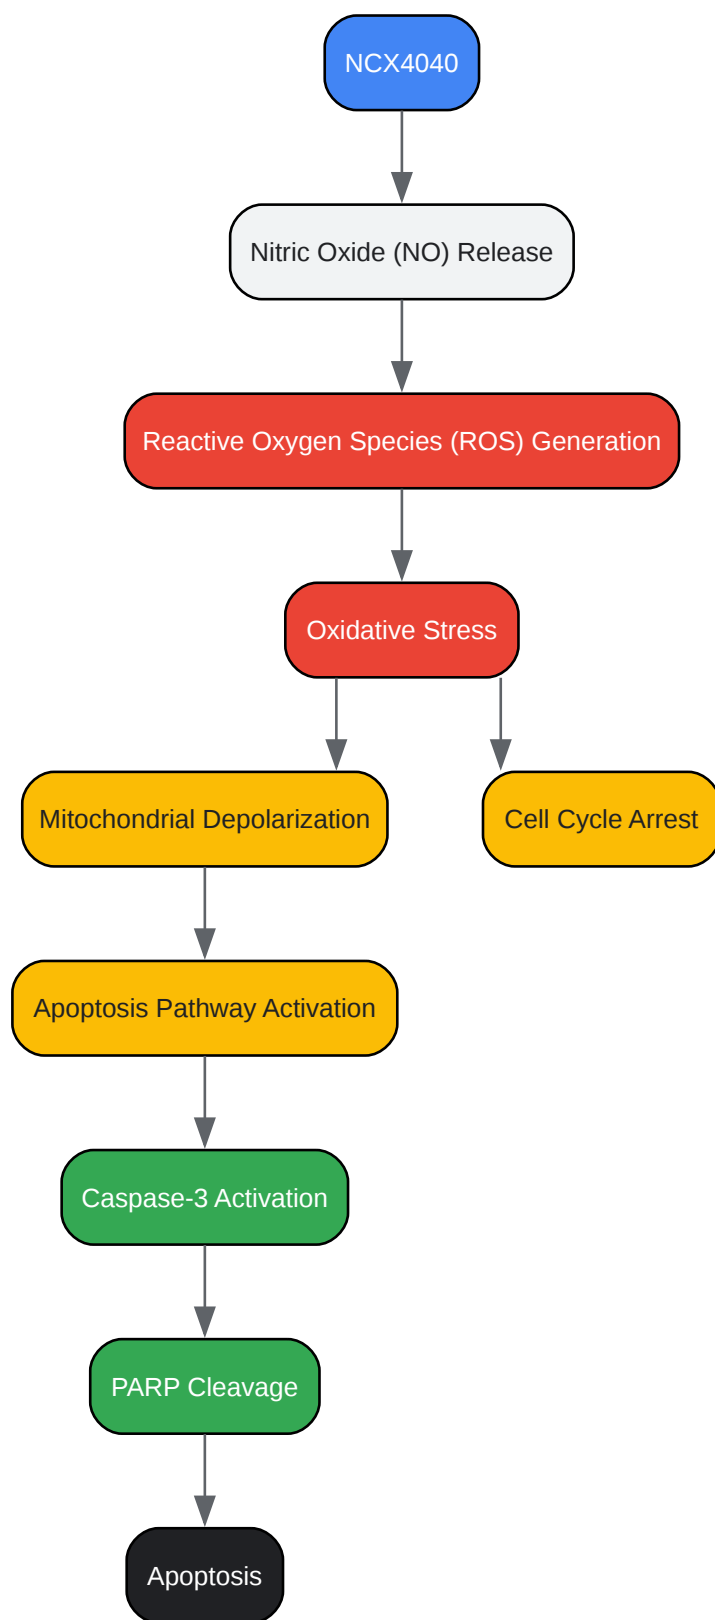 NCX4040
Nitric Oxide (NO) Release
Reactive Oxygen Species (ROS) Generation
Oxidative Stress
Mitochondrial Depolarization
Cell Cycle Arrest
Apoptosis Pathway Activation
Caspase-3 Activation
PARP Cleavage
Apoptosis